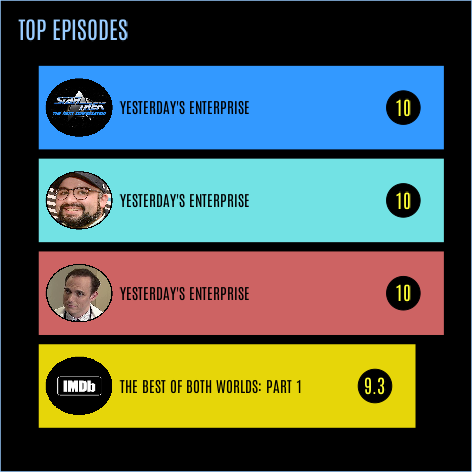 TOP EPISODES
STAR TREK
THE NEXT GENERATION
YESTERDAY'S ENTERPRISE
10
YESTERDAY'S ENTERPRISE
10
YESTERDAY'S ENTERPRISE
10
IMDb
THE BEST OF BOTH WORLDS: PART 1
9.3